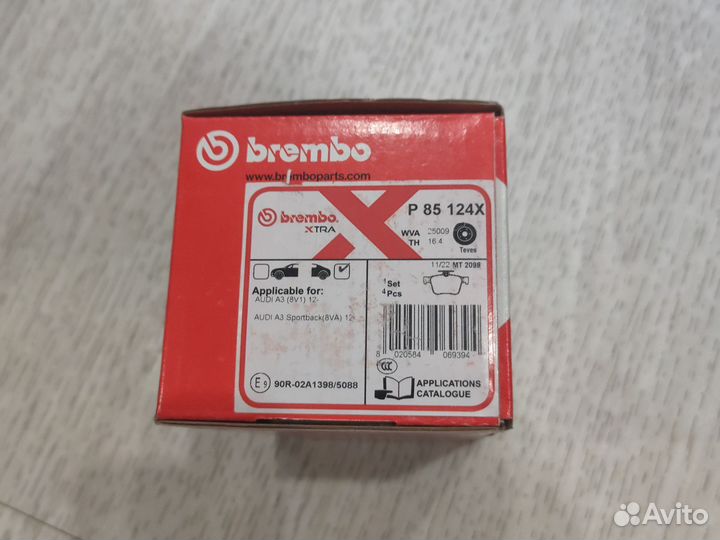 brembo
www.bremboparts.com
brembo.
XTRA
P 85 124X
WVA 25009
TH 16.4
Teves
11/22 MT 2098
1 Set
4 Pcs
Applicable for:
AUDI A3 (8V1) 12-
AUDI A3 Sportback(8VA) 12-
8 020584 069394
CCC
E9 90R-02A1398/5088
APPLICATIONS
CATALOGUE
Avito